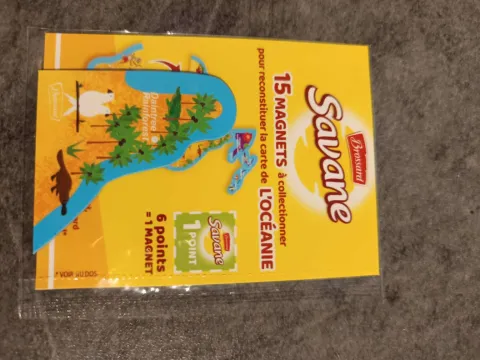 Brossard
Savane
15 MAGNETS à collectionner
pour reconstituer la carte de L'OCÉANIE
Brossard
Savane
1 POINT
6 points
= 1 MAGNET
* VOIR AU DOS